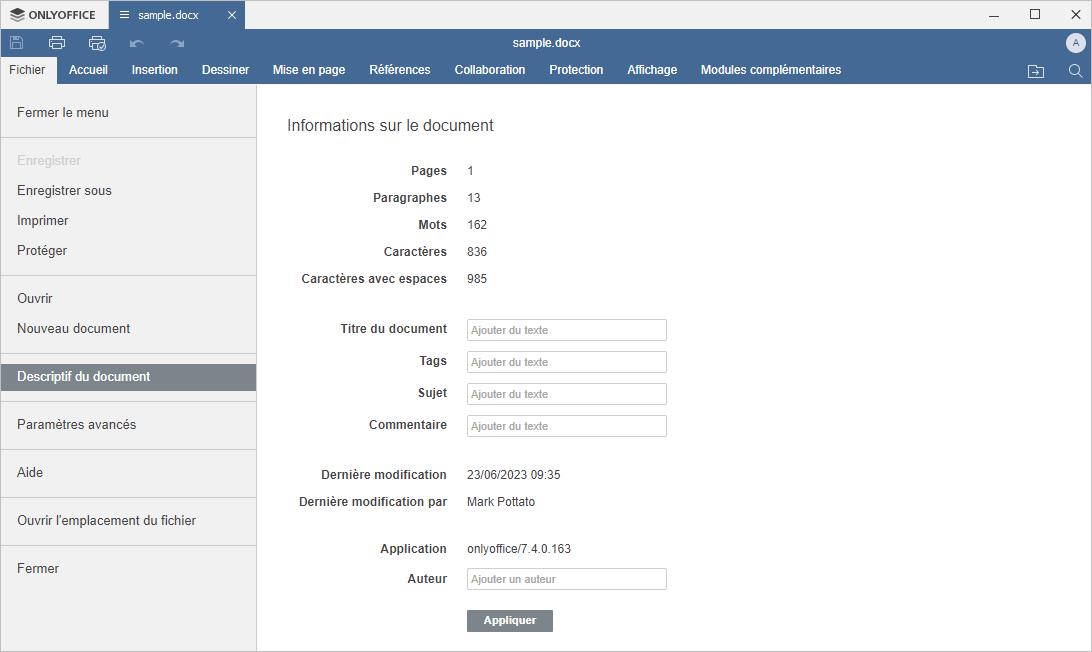 ONLYOFFICE
sample.docx
sample.docx
A
Fichier Accueil Insertion Dessiner Mise en page Références Collaboration Protection Affichage Modules complémentaires
Fermer le menu
Enregistrer
Enregistrer sous
Imprimer
Protéger
Ouvrir
Nouveau document
Descriptif du document
Paramètres avancés
Aide
Ouvrir l'emplacement du fichier
Fermer
Informations sur le document
Pages 1
Paragraphes 13
Mots 162
Caractères 836
Caractères avec espaces 985
Titre du document Ajouter du texte
Tags Ajouter du texte
Sujet Ajouter du texte
Commentaire Ajouter du texte
Dernière modification 23/06/2023 09:35
Dernière modification par Mark Pottato
Application onlyoffice/7.4.0.163
Auteur Ajouter un auteur
Appliquer